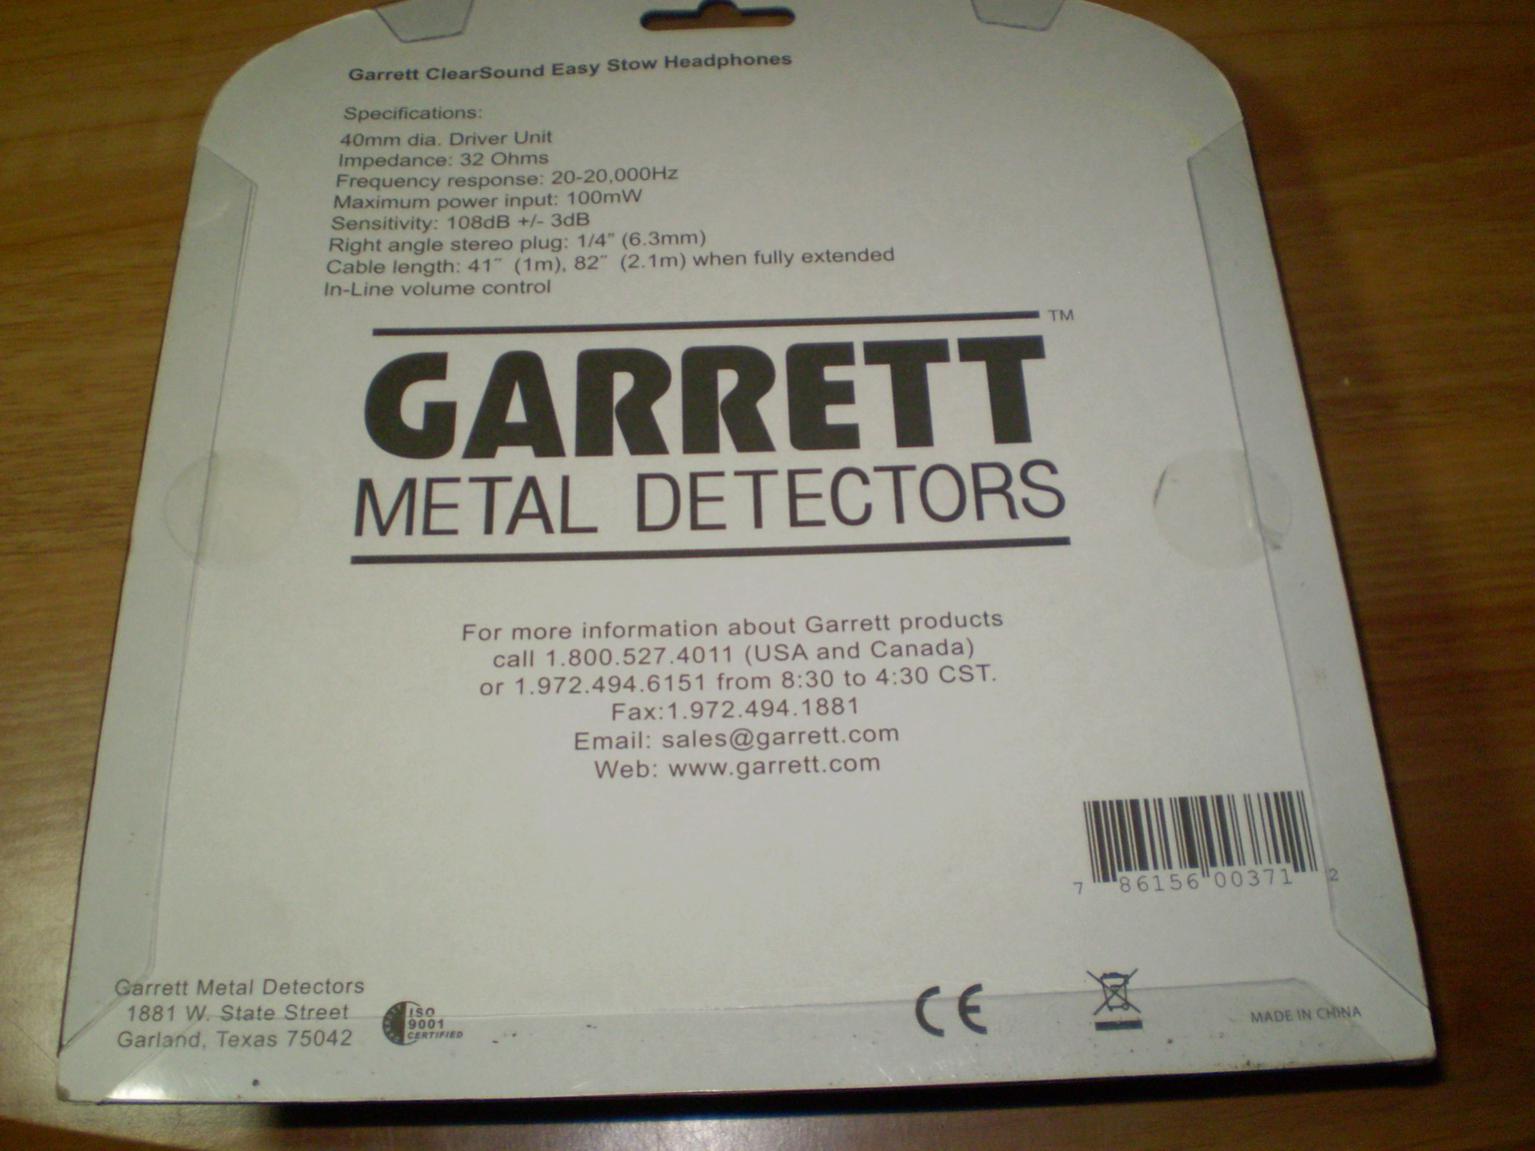 Garrett ClearSound Easy Stow Headphones
Specifications:
40mm dia. Driver Unit
Impedance: 32 Ohms
Frequency response: 20-20,000Hz
Maximum power input: 100mW
Sensitivity: 108dB +/- 3dB
Right angle stereo plug: 1/4" (6.3mm)
Cable length: 41" (1m), 82" (2.1m) when fully extended
In-Line volume control
GARRETT TM
METAL DETECTORS
For more information about Garrett products
call 1.800.527.4011 (USA and Canada)
or 1.972.494.6151 from 8:30 to 4:30 CST.
Fax:1.972.494.1881
Email: sales@garrett.com
Web: www.garrett.com
7 86156 00371 2
Garrett Metal Detectors
1881 W. State Street
Garland, Texas 75042
ISO
9001
CERTIFIED
CE
MADE IN CHINA